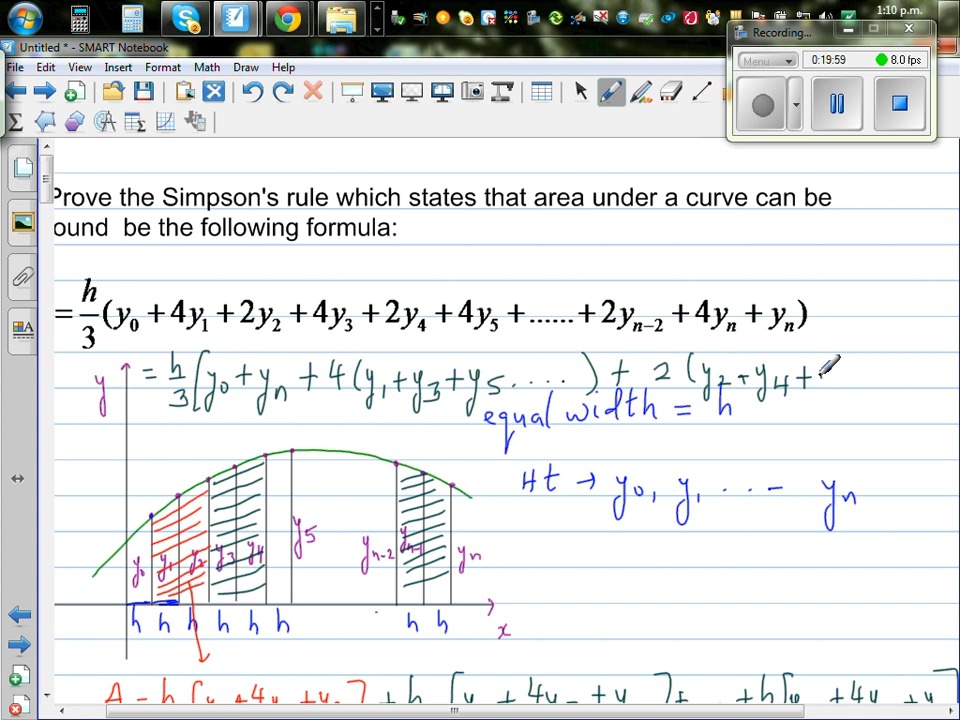 1:10 p.m.
Untitled * - SMART Notebook
Recording...
File Edit View Insert Format Math Draw Help
Menu 0:19:59 8.0 fps
Prove the Simpson's rule which states that area under a curve can be
ound be the following formula:
= h/3 (y₀ + 4y₁ + 2y₂ + 4y₃ + 2y₄ + 4y₅ + ...... + 2yₙ₋₂ + 4yₙ + yₙ)
y = h/3 [y₀ + yₙ + 4 (y₁ + y₃ + y₅ ....) + 2 (y₂ + y₄ +
equal width = h
Ht → y₀, y₁ ... - yₙ
y₀ y₁ y₂ y₃ y₄ y₅ yₙ₋₂ yₙ₋₁ yₙ
h h h h h h h h
x